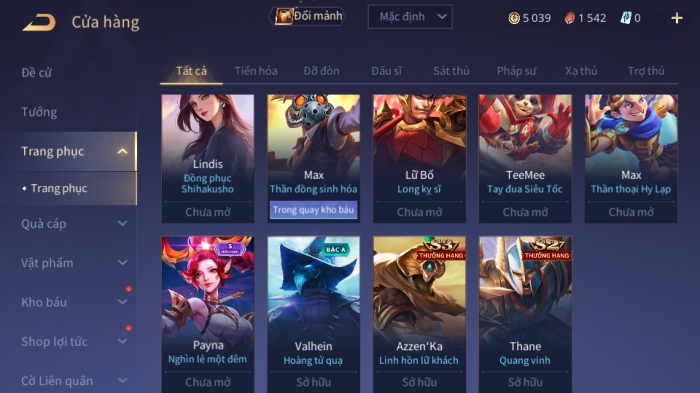 Cửa hàng
Đổi mảnh
Mặc định
5 039
1 542
0
Đề cử
Tướng
Trang phục
Trang phục
Quà cáp
Vật phẩm
Kho báu
Shop lợi tức
Cờ Liên quân
Tất cả
Tiến hóa
Đỡ đòn
Đấu sĩ
Sát thủ
Pháp sư
Xạ thủ
Trợ thủ
Lindis
Đồng phục
Shihakusho
Chưa mở
Max
Thần đồng sinh hóa
Trong quay kho báu
Lữ Bố
Long kỵ sĩ
Chưa mở
TeeMee
Tay đua Siêu Tốc
Chưa mở
Max
Thần thoại Hy Lạp
Chưa mở
S
HỮU HẠN
Payna
Nghìn lẻ một đêm
Chưa mở
BẬC A
Valhein
Hoàng tử quạ
Sở hữu
S3
THƯỞNG HẠNG
Azzen'Ka
Linh hồn lữ khách
Sở hữu
S2
THƯỞNG HẠNG
Thane
Quang vinh
Sở hữu